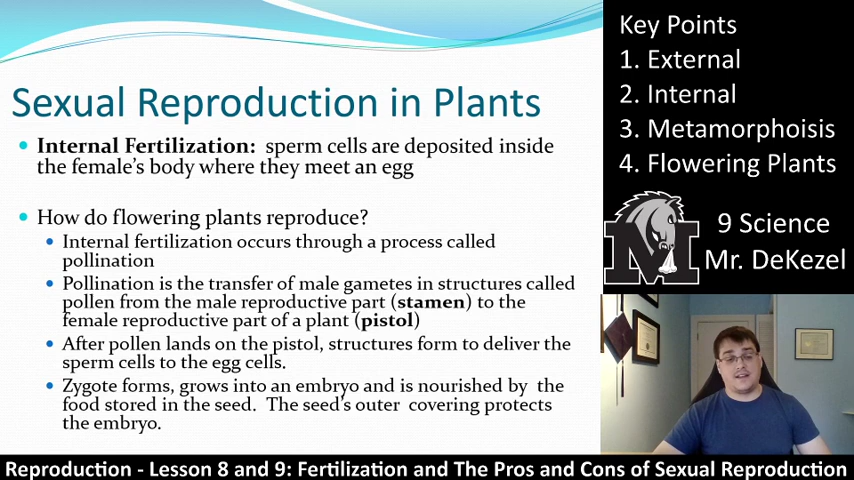 Sexual Reproduction in Plants
Internal Fertilization: sperm cells are deposited inside
the female's body where they meet an egg
How do flowering plants reproduce?
Internal fertilization occurs through a process called
pollination
Pollination is the transfer of male gametes in structures called
pollen from the male reproductive part (stamen) to the
female reproductive part of a plant (pistol)
After pollen lands on the pistol, structures form to deliver the
sperm cells to the egg cells.
Zygote forms, grows into an embryo and is nourished by the
food stored in the seed. The seed's outer covering protects
the embryo.
Key Points
1. External
2. Internal
3. Metamorphoisis
4. Flowering Plants
M
9 Science
Mr. DeKezel
Reproduction - Lesson 8 and 9: Fertilization and The Pros and Cons of Sexual Reproduction